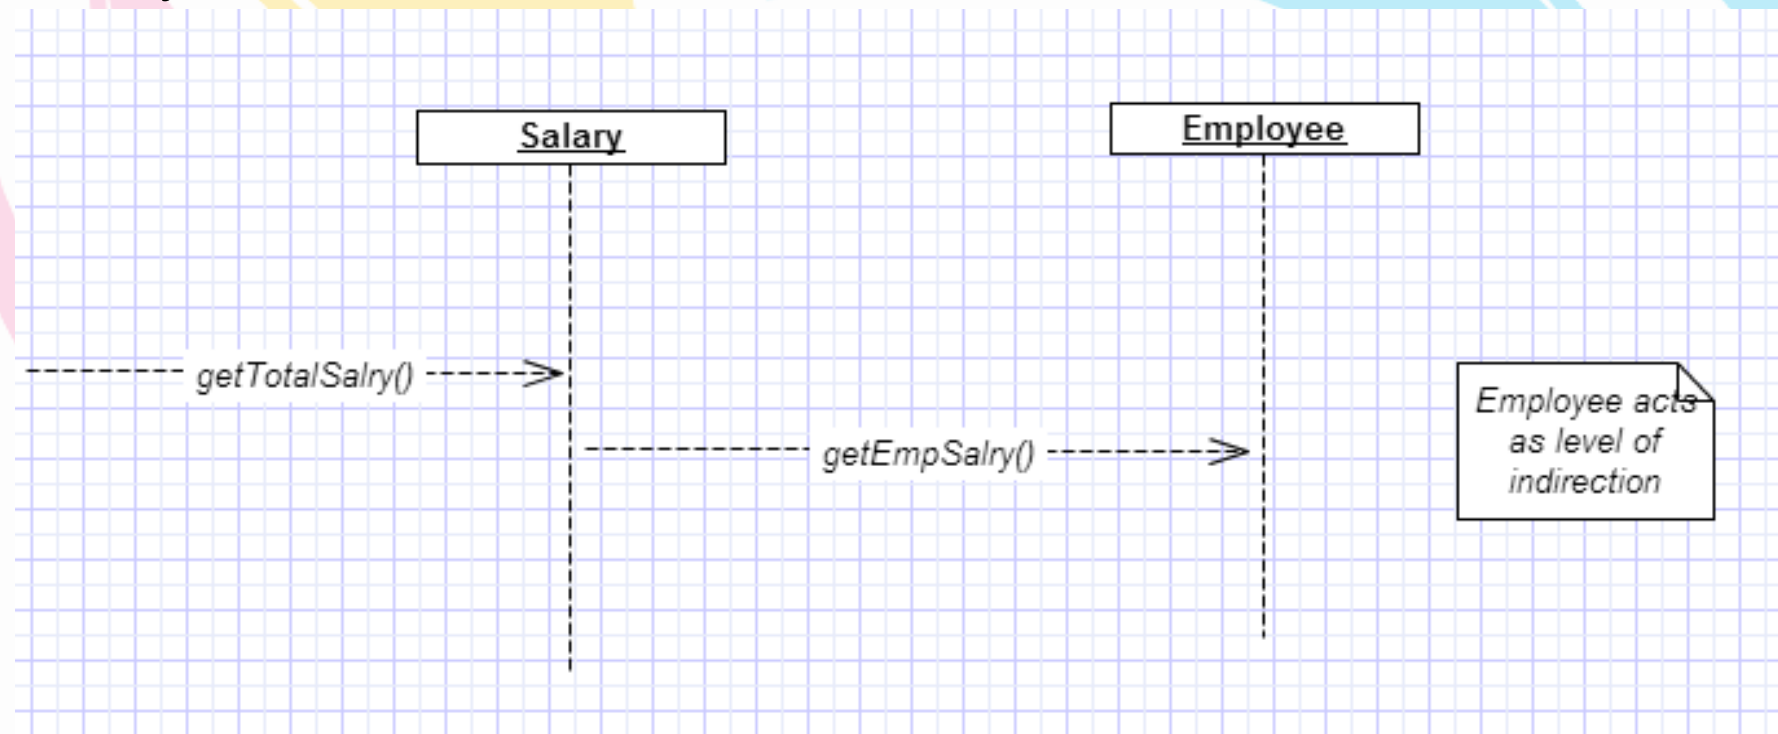 Salary
Employee
getTotalSalry()
getEmpSalry()
Employee acts
as level of
indirection